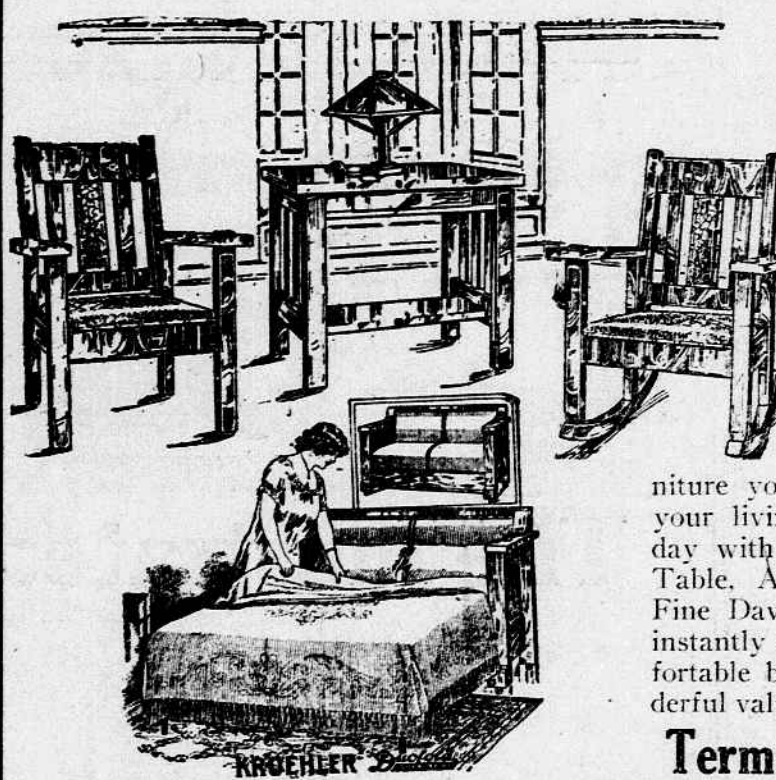 niture yo
your livi
day with
Table, A
Fine Dav
instantly
fortable b
derful val
Term
KROEHLER